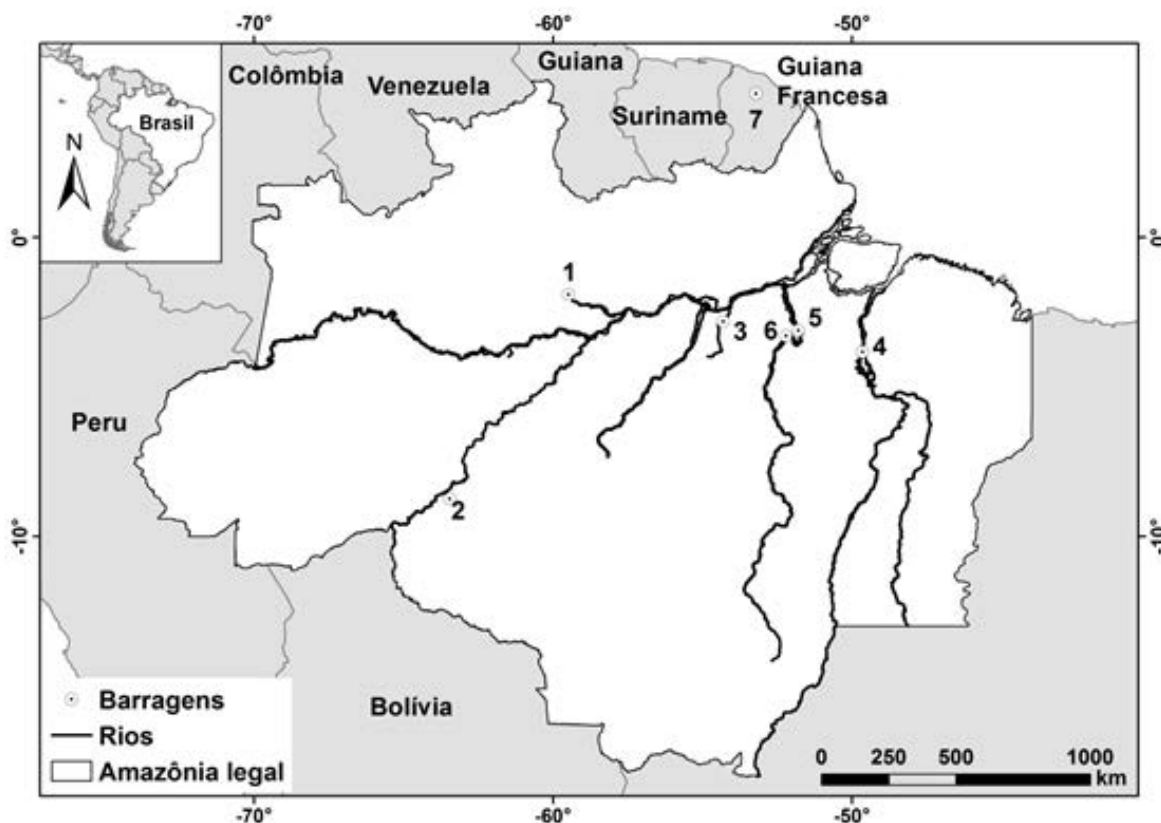 -70°
-60°
-50°
Colômbia
Venezuela
Guiana
Guiana
Francesa
Suriname
7
Brasil
N
0°
0°
1
3
6
5
4
Peru
2
-10°
-10°
Bolívia
Barragens
Rios
Amazônia legal
0
250
500
1000
km
-70°
-60°
-50°